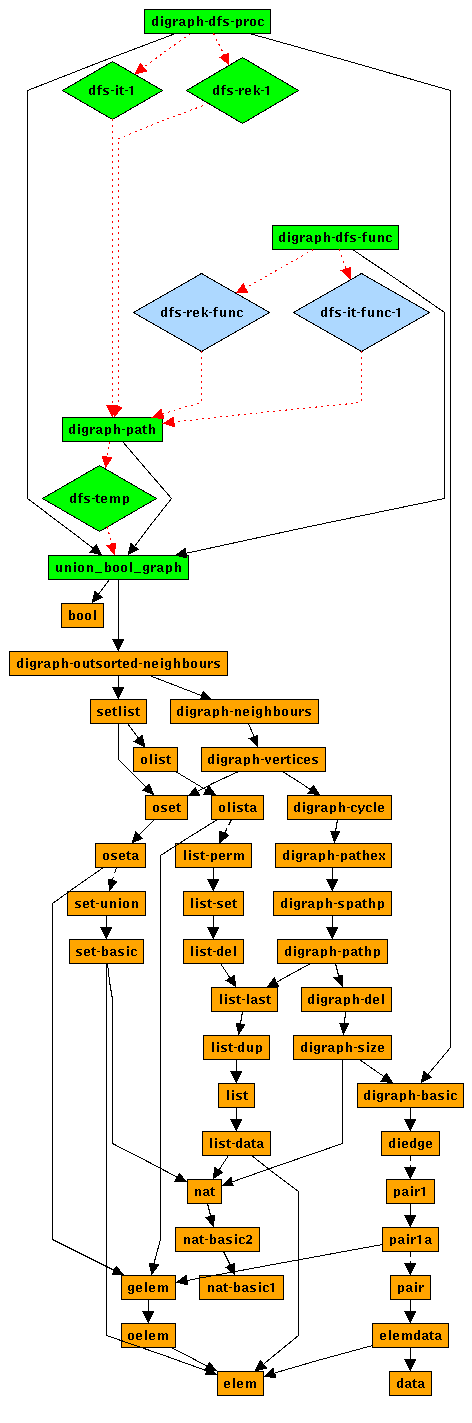 digraph-dfs-proc
dfs-it-1
dfs-rek-1
digraph-dfs-func
dfs-rek-func
dfs-it-func-1
digraph-path
dfs-temp
union_bool_graph
bool
digraph-outsorted-neighbours
setlist
digraph-neighbours
olist
digraph-vertices
oset
olista
digraph-cycle
oseta
list-perm
digraph-pathex
set-union
list-set
digraph-spathp
set-basic
list-del
digraph-pathp
list-last
digraph-del
list-dup
digraph-size
list
digraph-basic
list-data
diedge
nat
pair1
nat-basic2
pair1a
gelem
nat-basic1
pair
oelem
elemdata
elem
data